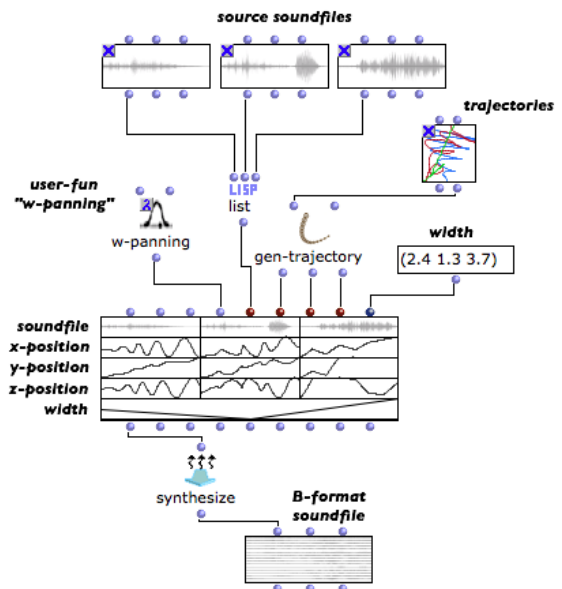 source soundfiles
trajectories
user-fun
"w-panning"
LISP
list
w-panning
gen-trajectory
width
(2.4 1.3 3.7)
soundfile
x-position
y-position
z-position
width
synthesize
B-format
soundfile